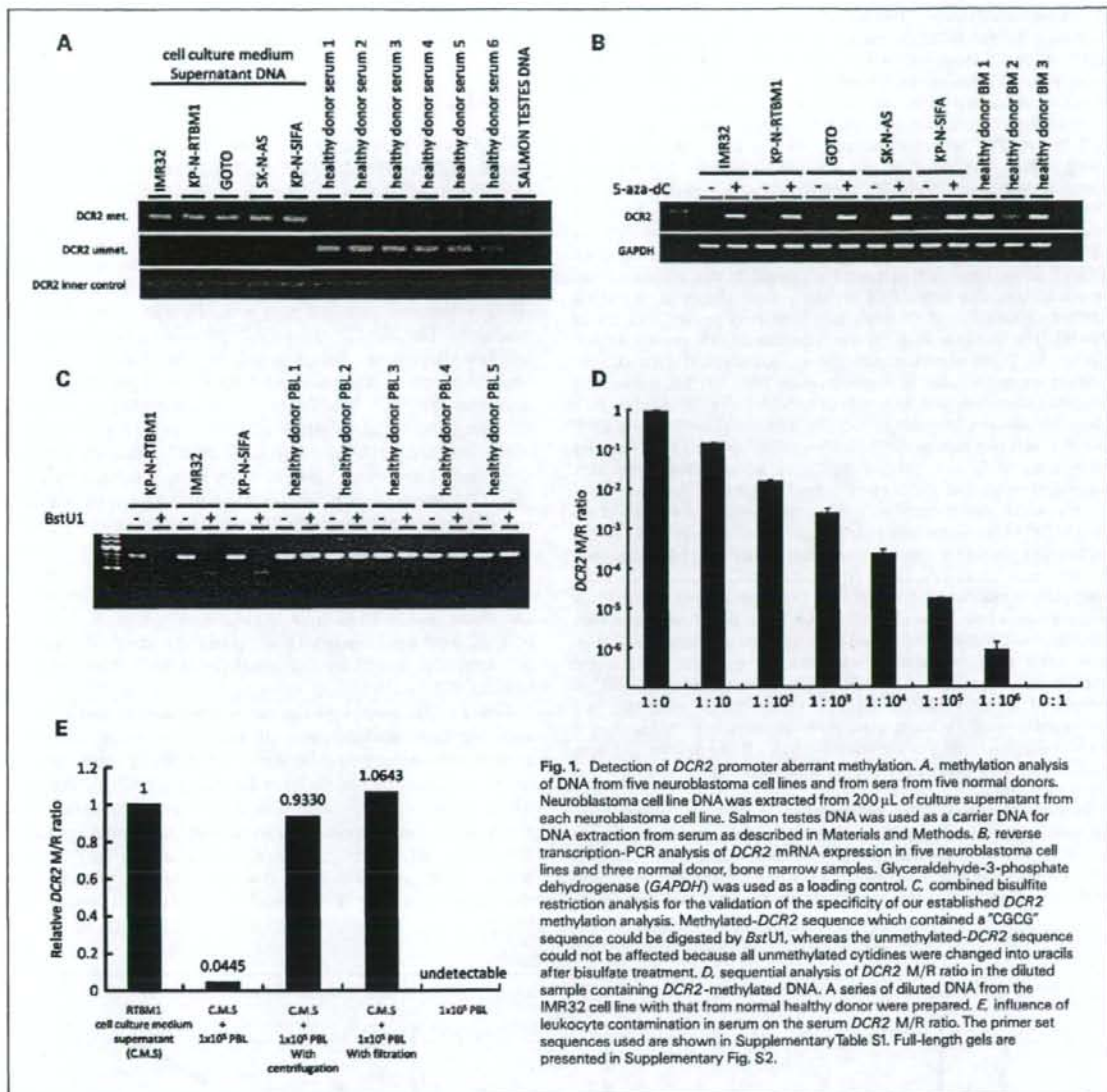 A
cell culture medium
Supernatant DNA
IMR32
KP-N-RTBM1
GOTO
SK-N-AS
KP-N-SIFA
healthy donor serum 1
healthy donor serum 2
healthy donor serum 3
healthy donor serum 4
healthy donor serum 5
healthy donor serum 6
SALMON TESTES DNA
DCR2 met.
DCR2 unmet.
DCR2 inner control
B
IMR32
KP-N-RTBM1
GOTO
SK-N-AS
KP-N-SIFA
healthy donor BM 1
healthy donor BM 2
healthy donor BM 3
5-aza-dC - + - + - + - + - +
DCR2
GAPDH
C
KP-N-RTBM1
IMR32
KP-N-SIFA
healthy donor PBL 1
healthy donor PBL 2
healthy donor PBL 3
healthy donor PBL 4
healthy donor PBL 5
BstU1 - + - + - + - + - + - + - + - +
D
DCR2 M/R ratio
1
10⁻¹
10⁻²
10⁻³
10⁻⁴
10⁻⁵
10⁻⁶
1:0 1:10 1:10² 1:10³ 1:10⁴ 1:10⁵ 1:10⁶ 0:1
E
Relative DCR2 M/R ratio
1.2
1
0.8
0.6
0.4
0.2
0
1
0.0445
0.9330
1.0643
undetectable
RTBM1
cell culture medium
supernatant
(C.M.S)
C.M.S
+
1x10⁵ PBL
C.M.S
+
1x10⁵ PBL
With
centrifugation
C.M.S
+
1x10⁵ PBL
With filtration
1x10⁵ PBL
Fig. 1. Detection of DCR2 promoter aberrant methylation. A, methylation analysis
of DNA from five neuroblastoma cell lines and from sera from five normal donors.
Neuroblastoma cell line DNA was extracted from 200 μL of culture supernatant from
each neuroblastoma cell line. Salmon testes DNA was used as a carrier DNA for
DNA extraction from serum as described in Materials and Methods. B, reverse
transcription-PCR analysis of DCR2 mRNA expression in five neuroblastoma cell
lines and three normal donor, bone marrow samples. Glyceraldehyde-3-phosphate
dehydrogenase (GAPDH) was used as a loading control. C, combined bisulfite
restriction analysis for the validation of the specificity of our established DCR2
methylation analysis. Methylated-DCR2 sequence which contained a "CGCG"
sequence could be digested by BstU1, whereas the unmethylated-DCR2 sequence
could not be affected because all unmethylated cytidines were changed into uracils
after bisulfate treatment. D, sequential analysis of DCR2 M/R ratio in the diluted
sample containing DCR2-methylated DNA. A series of diluted DNA from the
IMR32 cell line with that from normal healthy donor were prepared. E, influence of
leukocyte contamination in serum on the serum DCR2 M/R ratio. The primer set
sequences used are shown in Supplementary Table S1. Full-length gels are
presented in Supplementary Fig. S2.